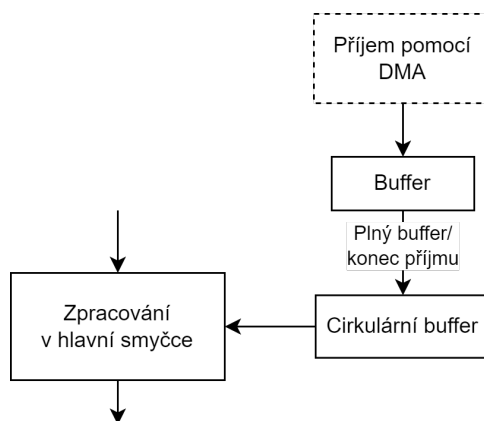 Příjem pomocí
DMA
Buffer
Plný buffer/
konec příjmu
Zpracování
v hlavní smyčce
Cirkulární buffer